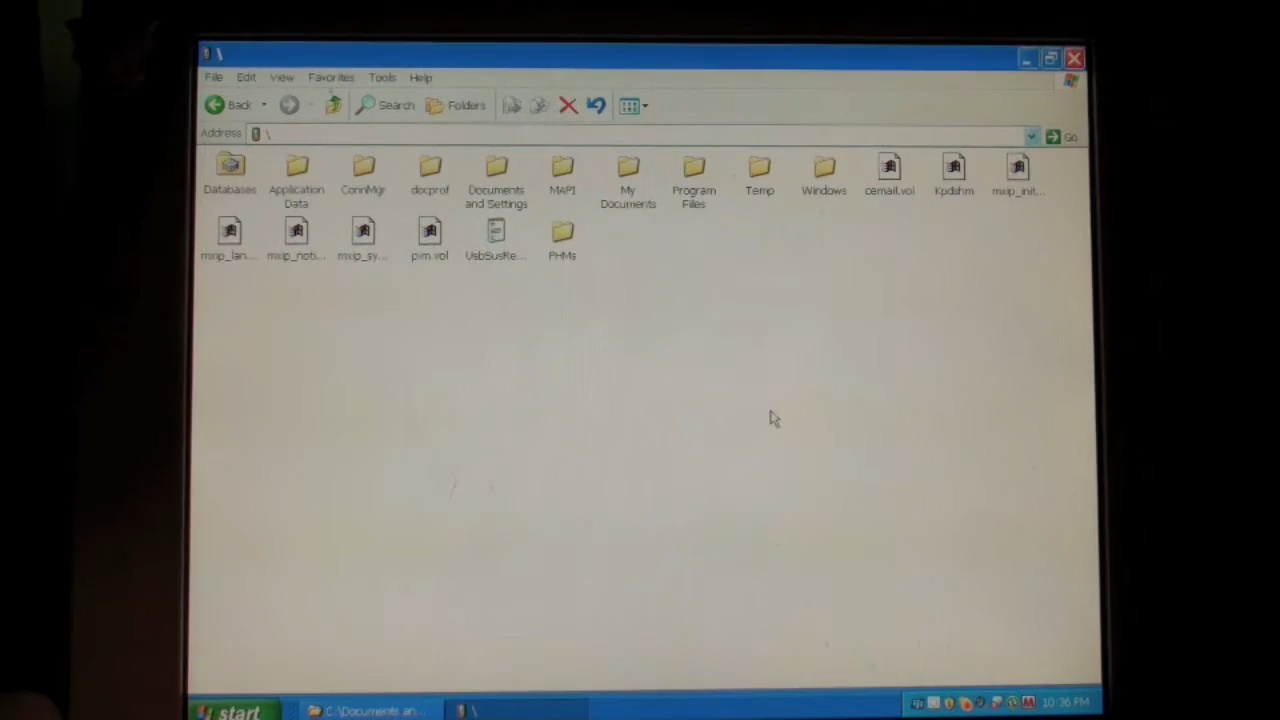 \
File Edit View Favorites Tools Help
Back Search Folders
Address \ Go
Databases Application Data ConnMgr docprof Documents and Settings MAPI My Documents Program Files Temp Windows cemail.vol Kpdshm mxip_init...
mxip_lan... mxip_noti... mxip_sy... pim.vol UsbSusRe... PHMs
start C:\Documents an... \ 10:36 PM